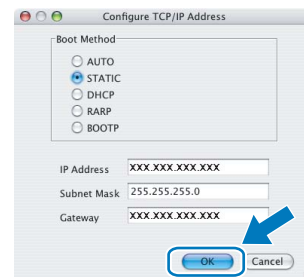 Configure TCP/IP Address
Boot Method
AUTO
STATIC
DHCP
RARP
BOOTP
IP Address XXX.XXX.XXX.XXX
Subnet Mask 255.255.255.0
Gateway XXX.XXX.XXX.XXX
OK Cancel